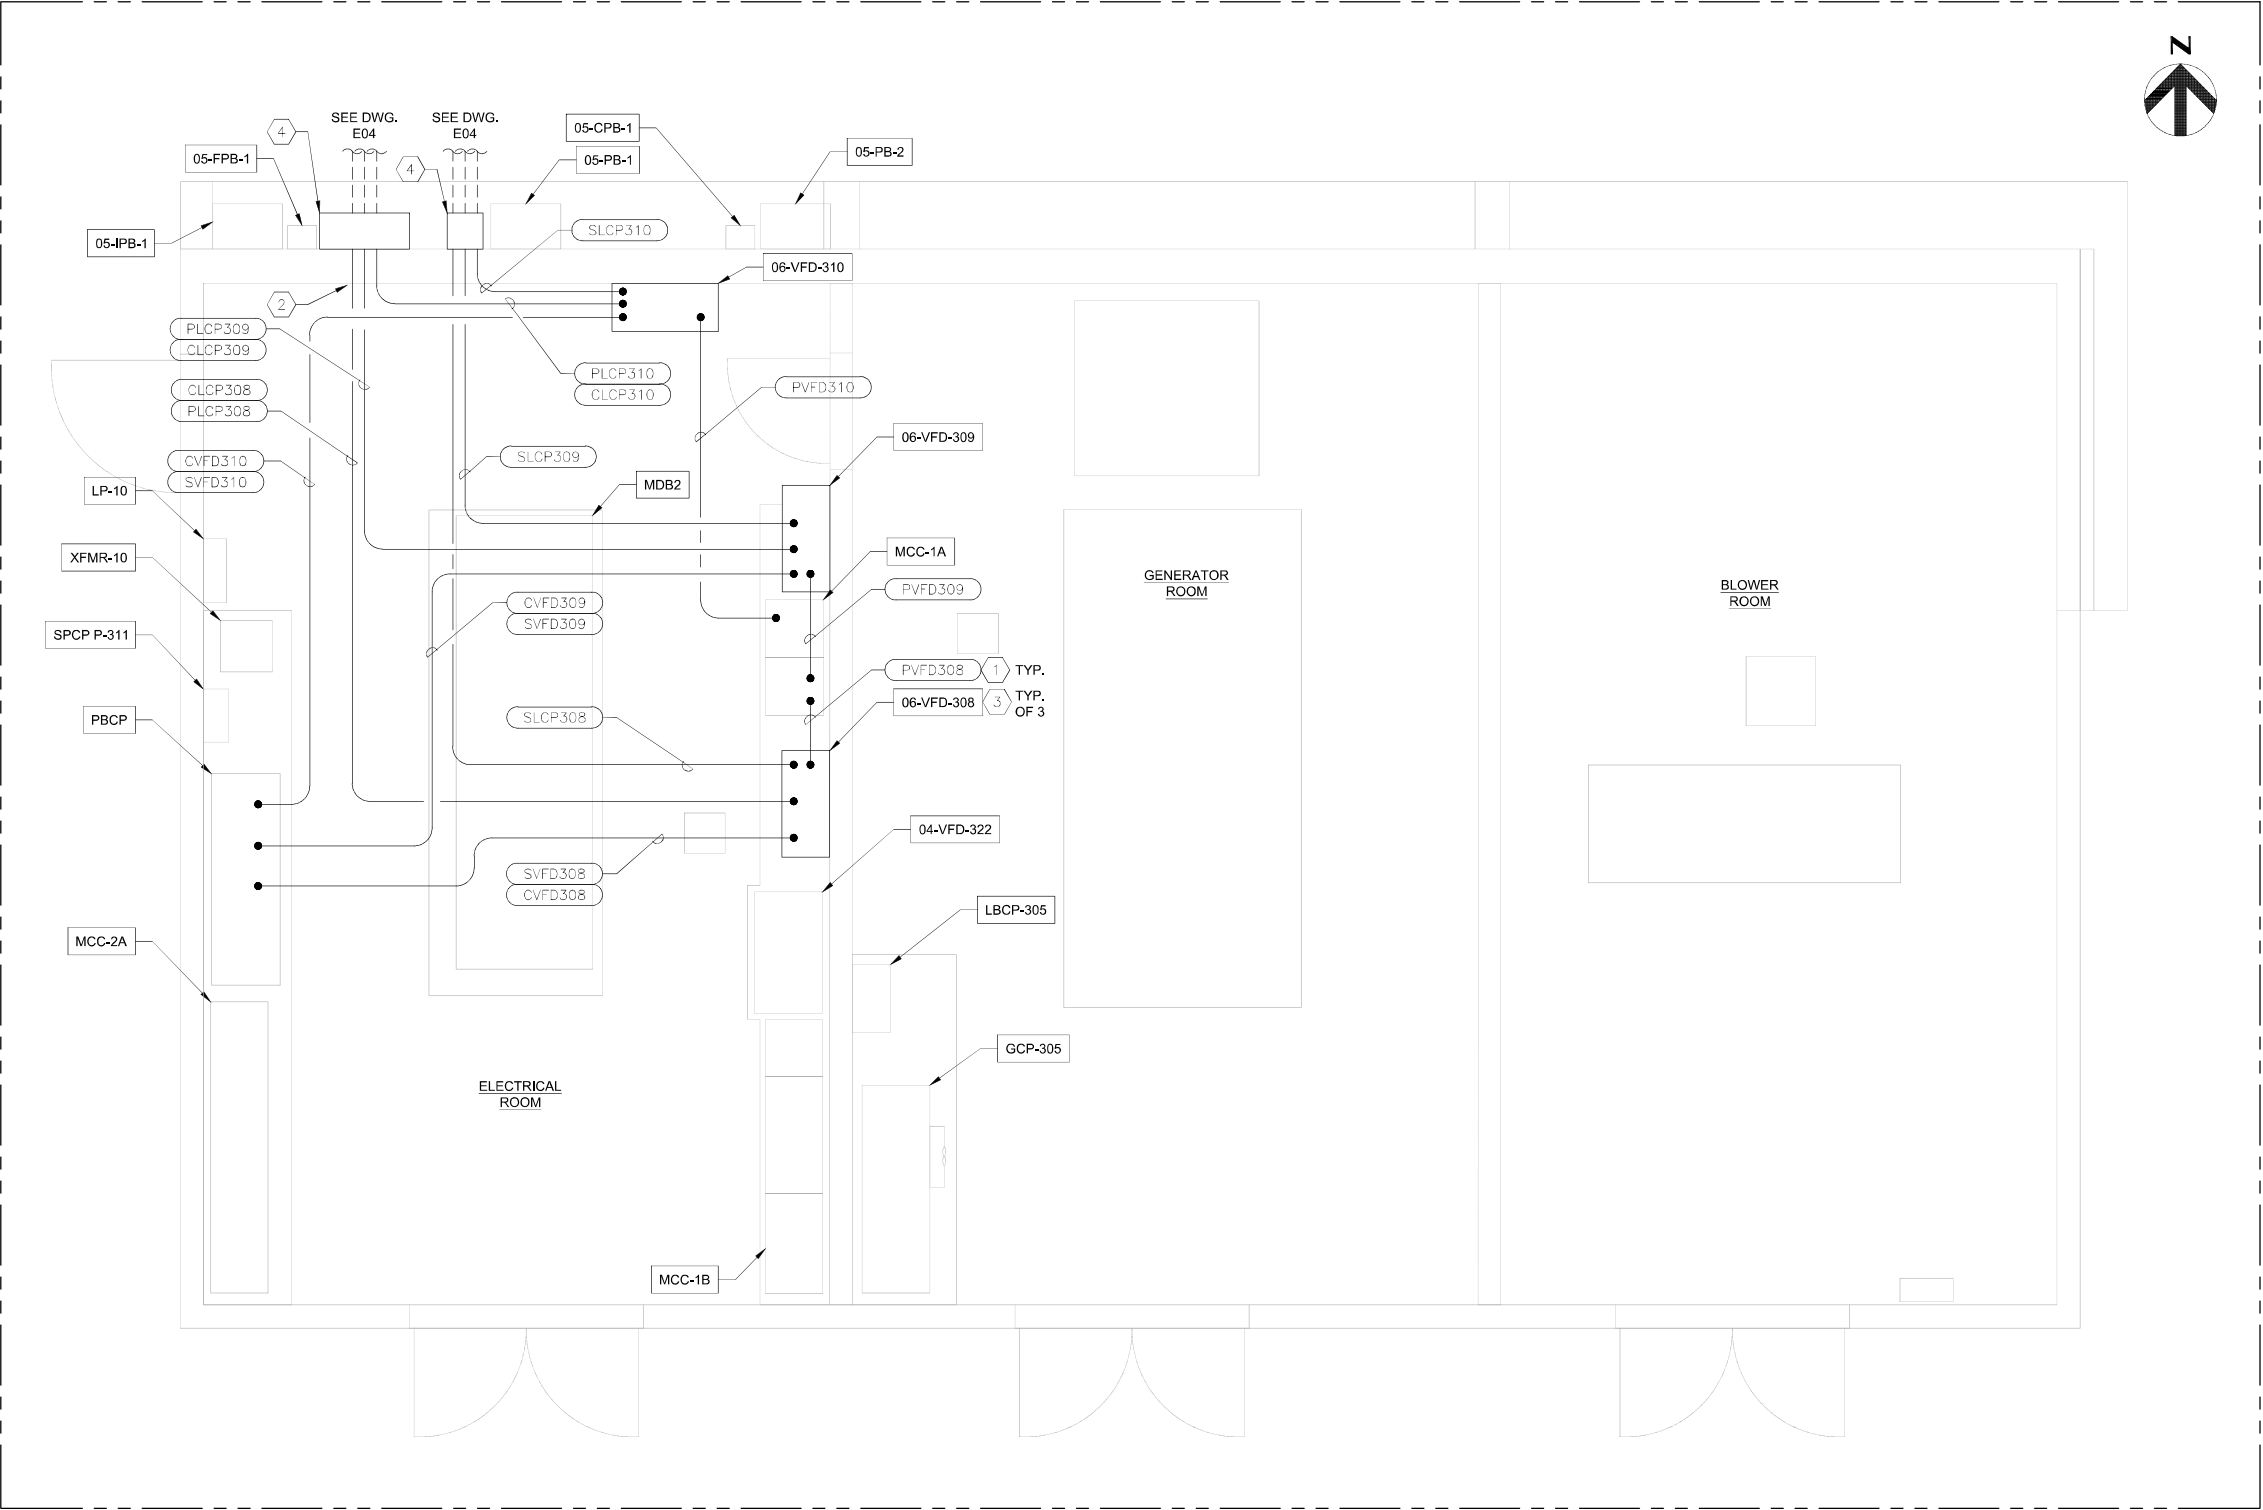 N
SEE DWG.
E04
SEE DWG.
E04
4
4
05-CPB-1
05-FPB-1
05-PB-1
05-PB-2
05-IPB-1
SLCP310
06-VFD-310
2
PLCP309
CLCP309
PLCP310
CLCP310
PVFD310
CLCP308
PLCP308
06-VFD-309
SLCP309
CVFD310
SVFD310
LP-10
MDB2
XFMR-10
MCC-1A
GENERATOR
ROOM
BLOWER
ROOM
PVFD309
CVFD309
SVFD309
SPCP P-311
PVFD308
1
TYP.
06-VFD-308
3
TYP.
OF 3
PBCP
SLCP308
04-VFD-322
SVFD308
CVFD308
LBCP-305
MCC-2A
GCP-305
ELECTRICAL
ROOM
MCC-1B